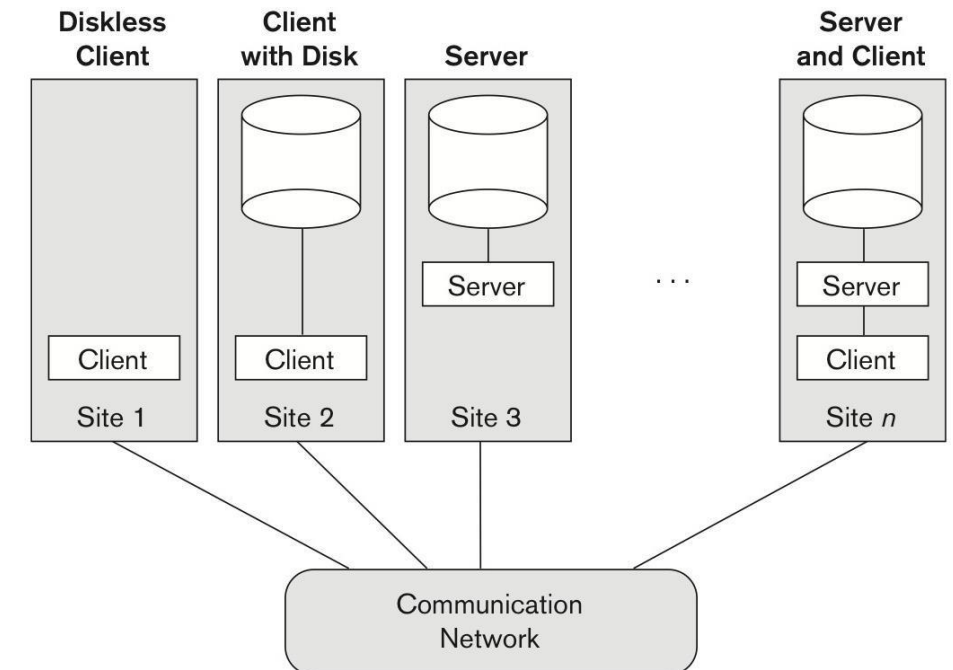 Diskless
Client
Client
with Disk
Server
Server
and Client
Client
Site 1
Client
Site 2
Server
Site 3
. . .
Server
Client
Site n
Communication
Network